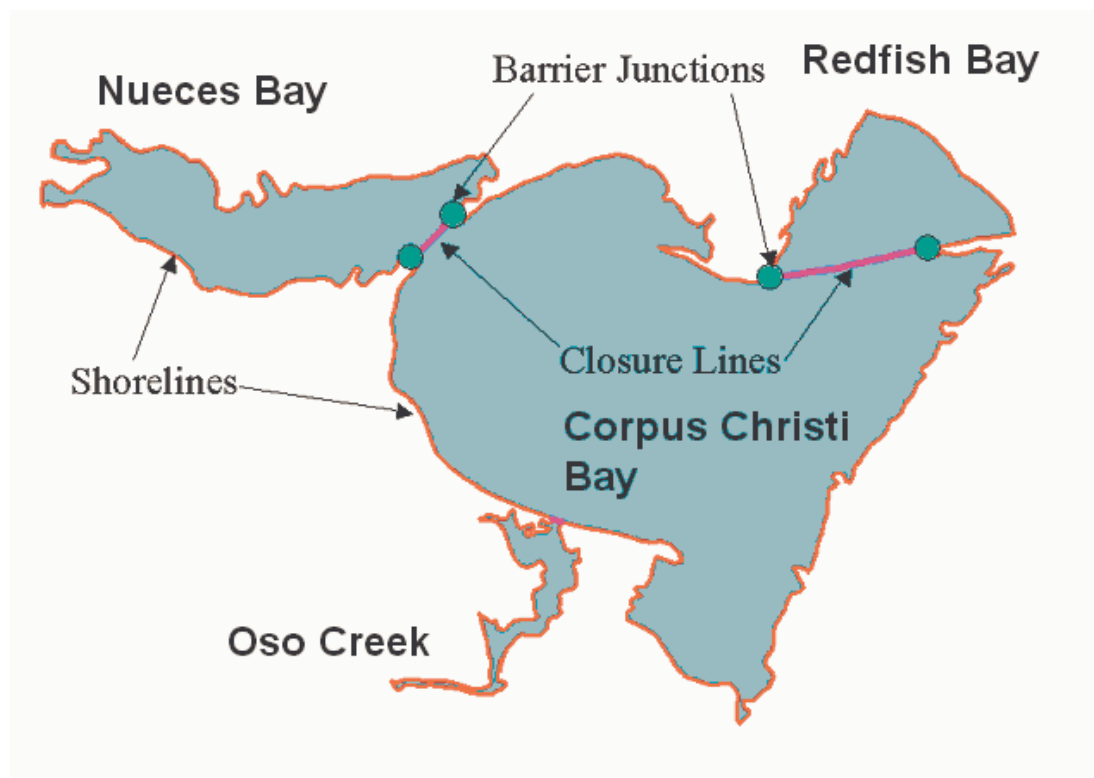 Nueces Bay
Barrier Junctions
Redfish Bay
Shorelines
Closure Lines
Corpus Christi
Bay
Oso Creek